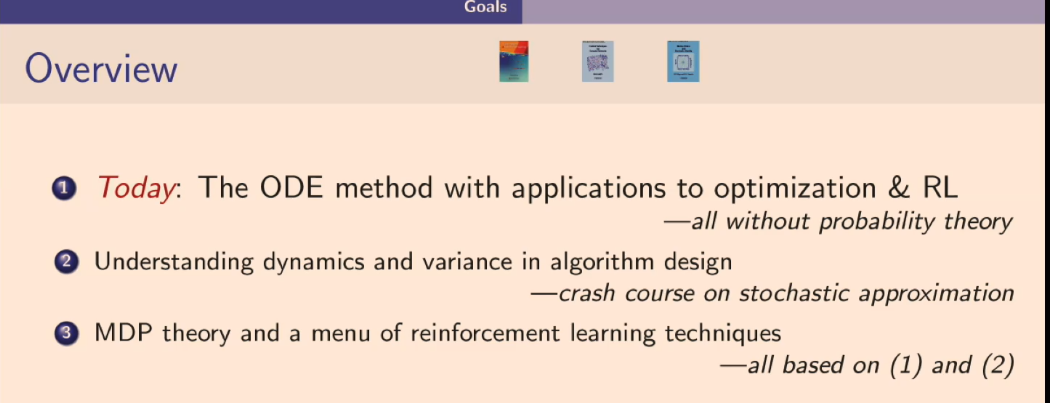 Goals
Overview
1 Today: The ODE method with applications to optimization & RL
—all without probability theory
2 Understanding dynamics and variance in algorithm design
—crash course on stochastic approximation
3 MDP theory and a menu of reinforcement learning techniques
—all based on (1) and (2)